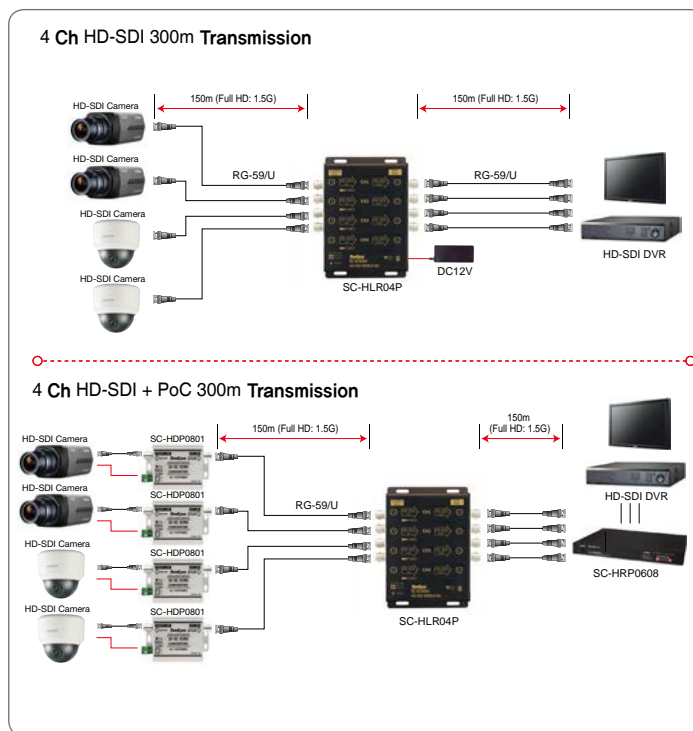 4 Ch HD-SDI 300m Transmission
150m (Full HD: 1.5G)
150m (Full HD: 1.5G)
HD-SDI Camera
HD-SDI Camera
HD-SDI Camera
HD-SDI Camera
RG-59/U
RG-59/U
DC12V
SC-HLR04P
HD-SDI DVR
4 Ch HD-SDI + PoC 300m Transmission
150m (Full HD: 1.5G)
150m
(Full HD: 1.5G)
HD-SDI Camera
SC-HDP0801
HD-SDI Camera
SC-HDP0801
HD-SDI Camera
SC-HDP0801
HD-SDI Camera
SC-HDP0801
RG-59/U
SC-HLR04P
HD-SDI DVR
SC-HRP0608